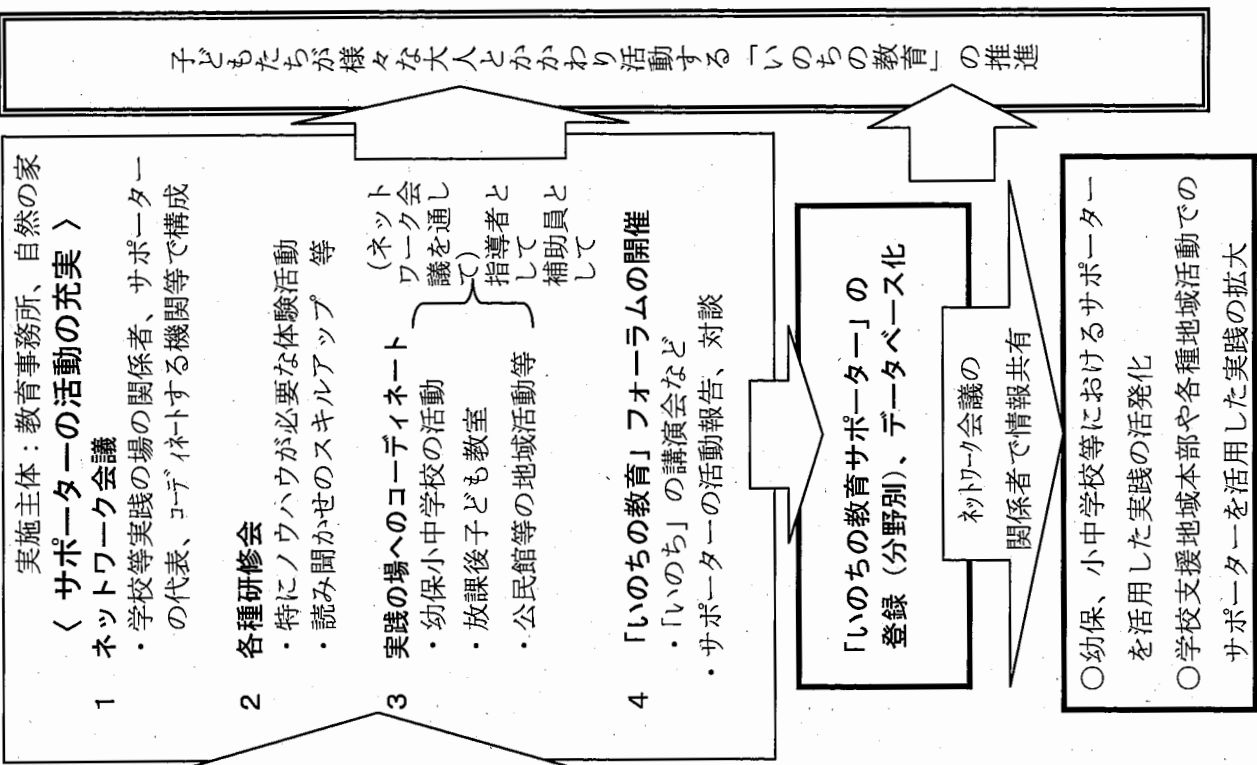 実施主体：教育事務所、自然の家
＜ サポーターの活動の充実 ＞
1 ネットワーク会議
・学校等実践の場の関係者、サポーター
の代表、コーディネートする機関等で構成
2 各種研修会
・特にノウハウが必要な体験活動
・読み聞かせのスキルアップ 等
3 実践の場へのコーディネート
・幼保小中学校の活動
・放課後子ども教室
・公民館等の地域活動等
（ネット
ワーク会
議を通し
て）
指導者と
して
補助員と
して
4 「いのちの教育」フォーラムの開催
・「いのち」の講演会など
・サポーターの活動報告、対談
「いのちの教育サポーター」の
登録（分野別）、データベース化
ネットワーク会議の
関係者で情報共有
○幼保、小中学校等におけるサポーター
を活用した実践の活発化
○学校支援地域本部や各種地域活動での
サポーターを活用した実践の拡大
子どもたちが様々な大人とかかわり活動する「いのちの教育」の推進